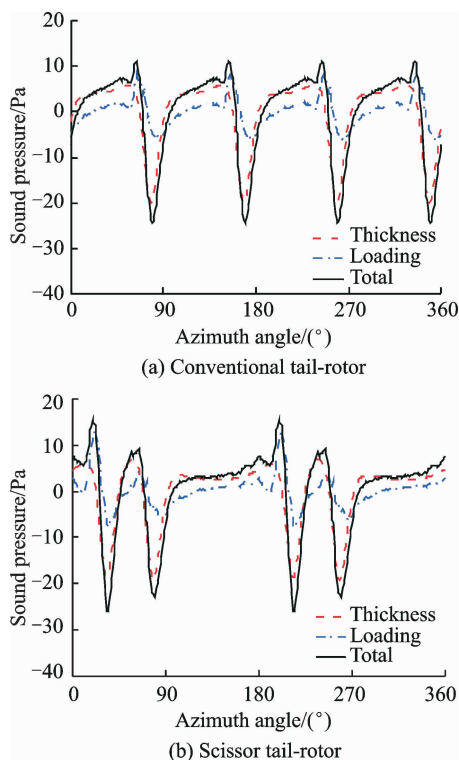 20
10
0
−10
−20
−30
−40
Sound pressure/Pa
Thickness
Loading
Total
0 90 180 270 360
Azimuth angle/(°)
(a) Conventional tail-rotor
20
10
0
−10
−20
−30
−40
Sound pressure/Pa
Thickness
Loading
Total
0 90 180 270 360
Azimuth angle/(°)
(b) Scissor tail-rotor